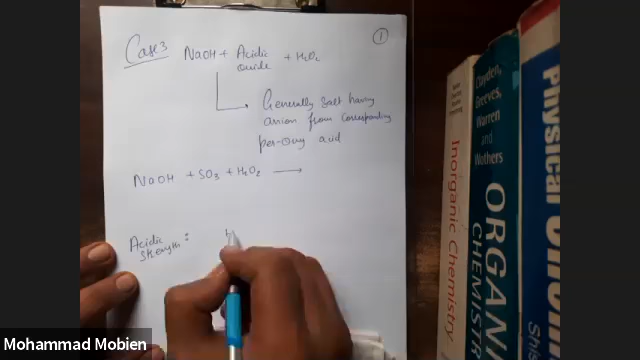 1
Case 3 NaOH + Acidic oxide + H₂O₂
Generally salt having
anion from corresponding
per-oxy acid
NaOH + SO₃ + H₂O₂ →
Acidic
Strength :
Inorganic Chemistry
Clayden,
Greeves,
Warren and
Wothers
ORGANIC
CHEMISTRY
Physical
Mohammad Mobien